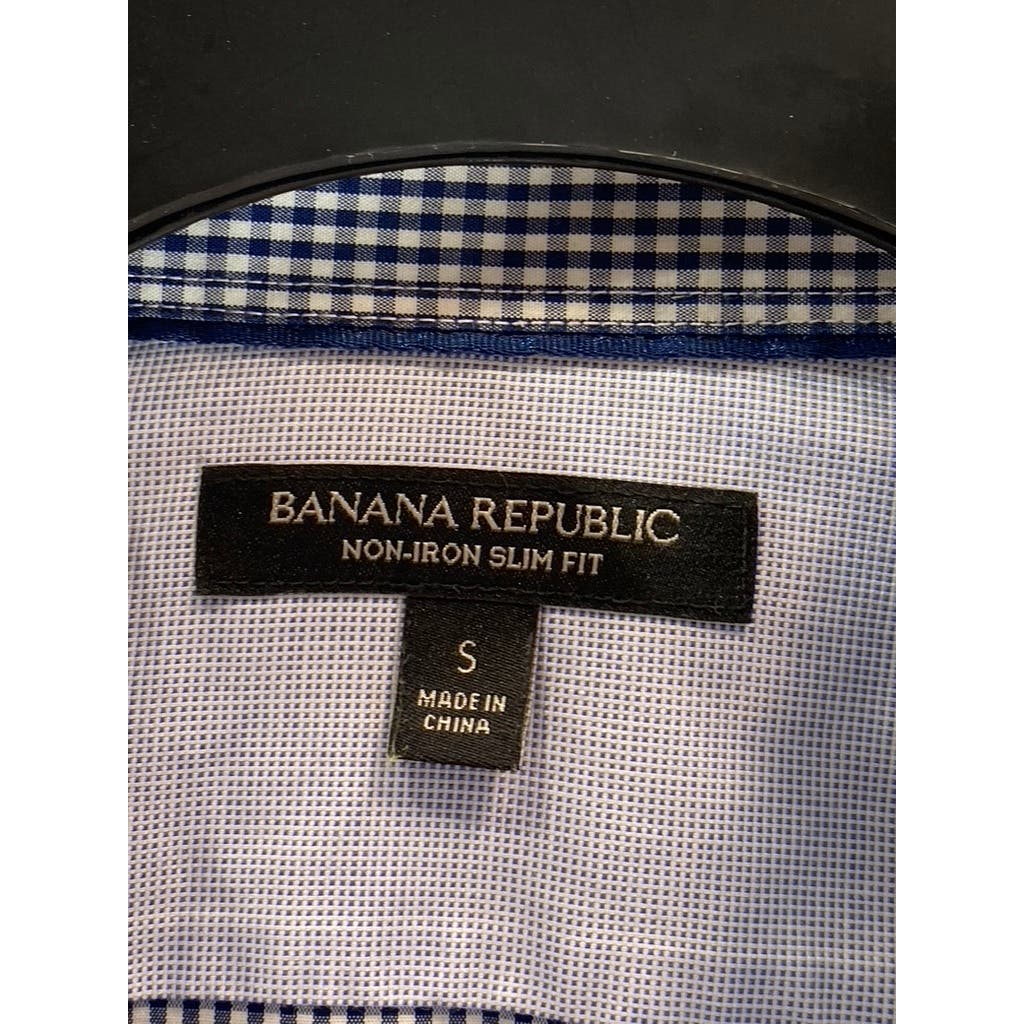 BANANA REPUBLIC
NON-IRON SLIM FIT
S
MADE IN
CHINA